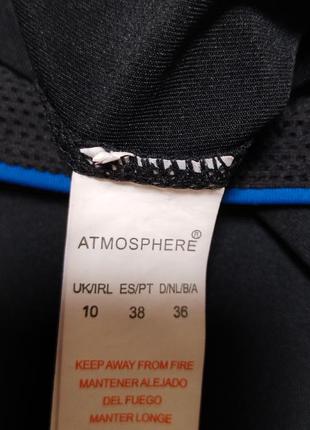 ATMOSPHERE®
UK/IRL ES/PT D/NL/B/A
10 38 36
KEEP AWAY FROM FIRE
MANTENER ALEJADO
DEL FUEGO
MANTER LONGE